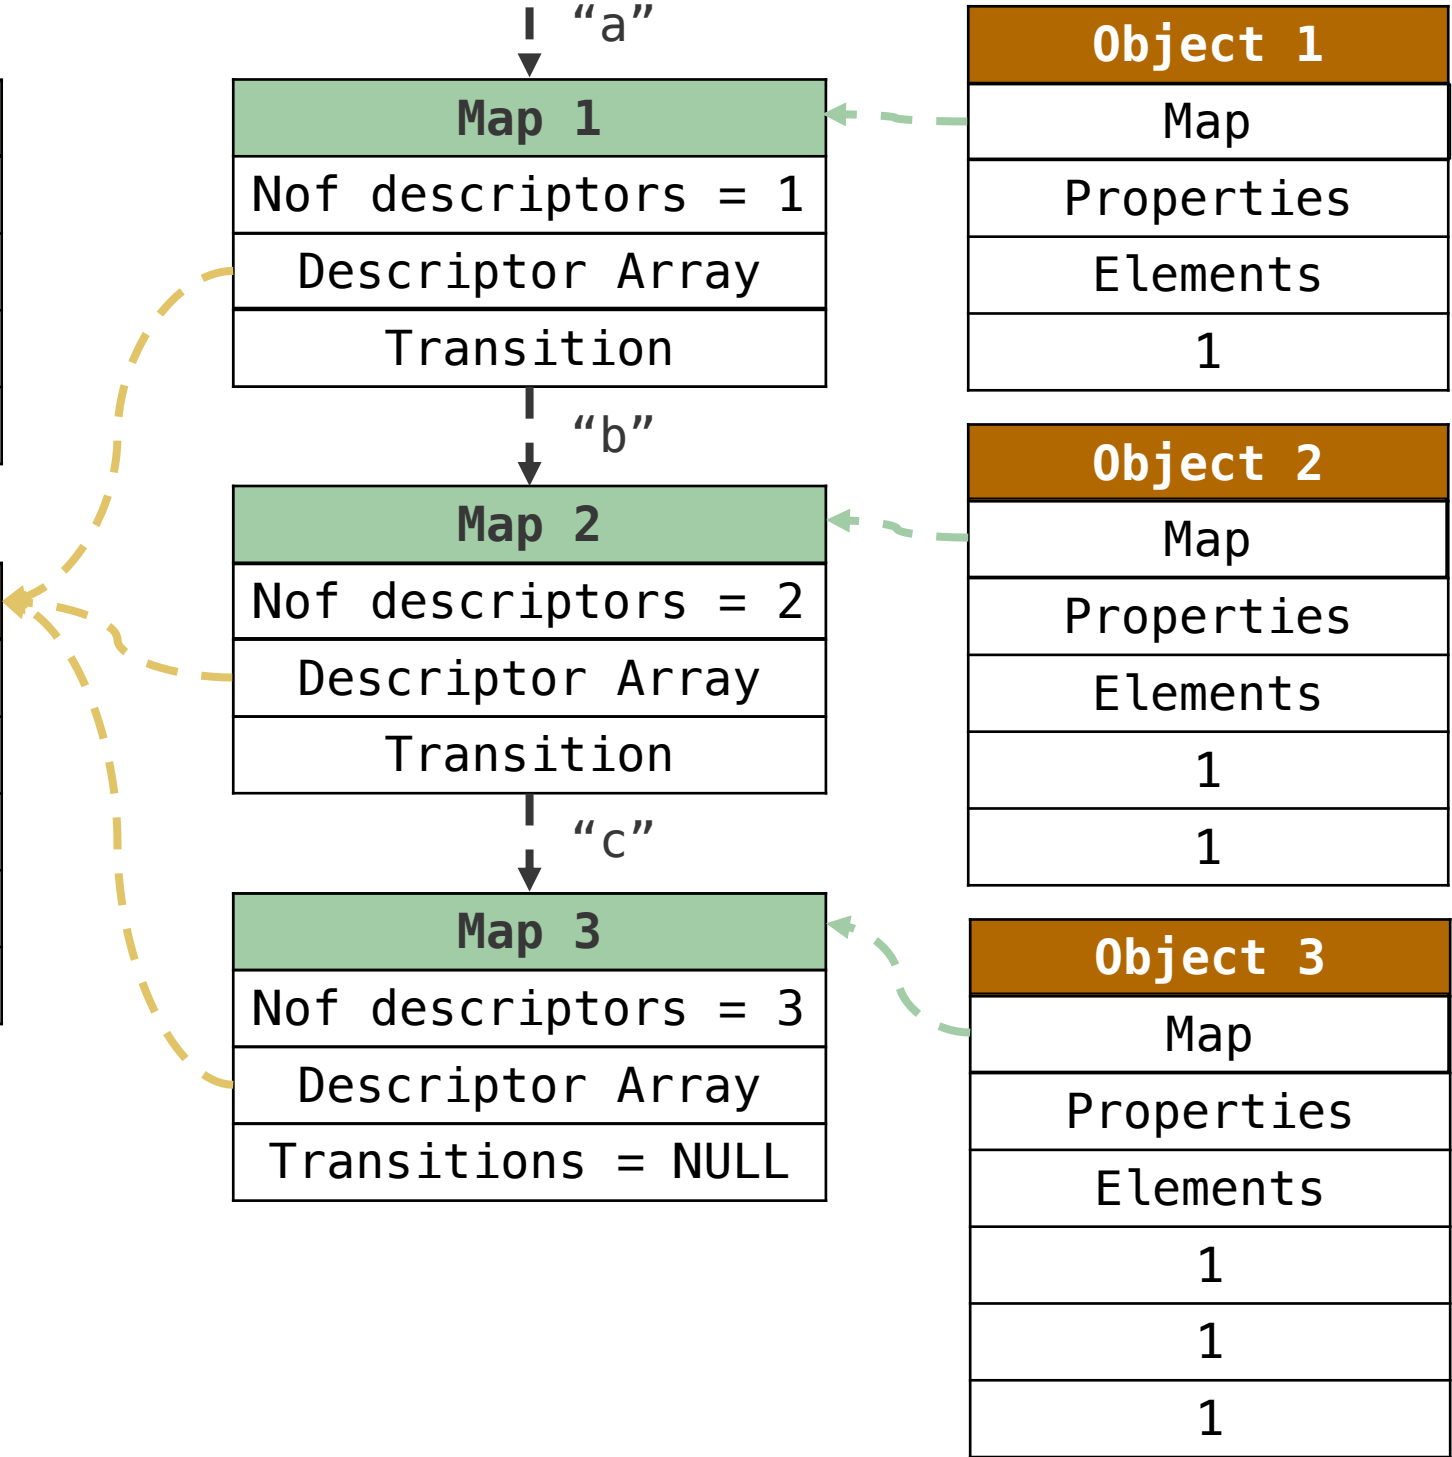 “a”
Map 1
Nof descriptors = 1
Descriptor Array
Transition
“b”
Map 2
Nof descriptors = 2
Descriptor Array
Transition
“c”
Map 3
Nof descriptors = 3
Descriptor Array
Transitions = NULL
Object 1
Map
Properties
Elements
1
Object 2
Map
Properties
Elements
1
1
Object 3
Map
Properties
Elements
1
1
1